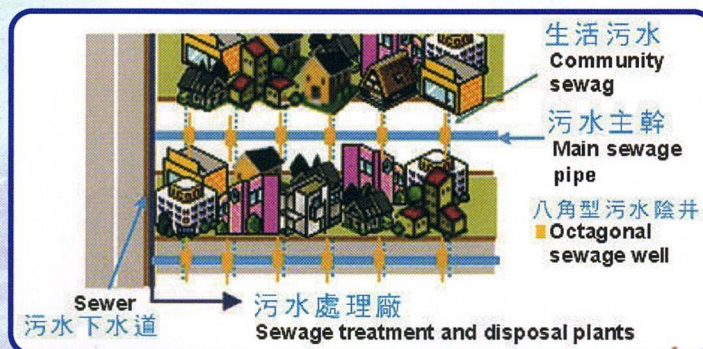 生活污水
Community
sewag
污水主幹
Main sewage
pipe
八角型污水陰井
Octagonal
sewage well
Sewer
污水下水道
污水處理廠
Sewage treatment and disposal plants